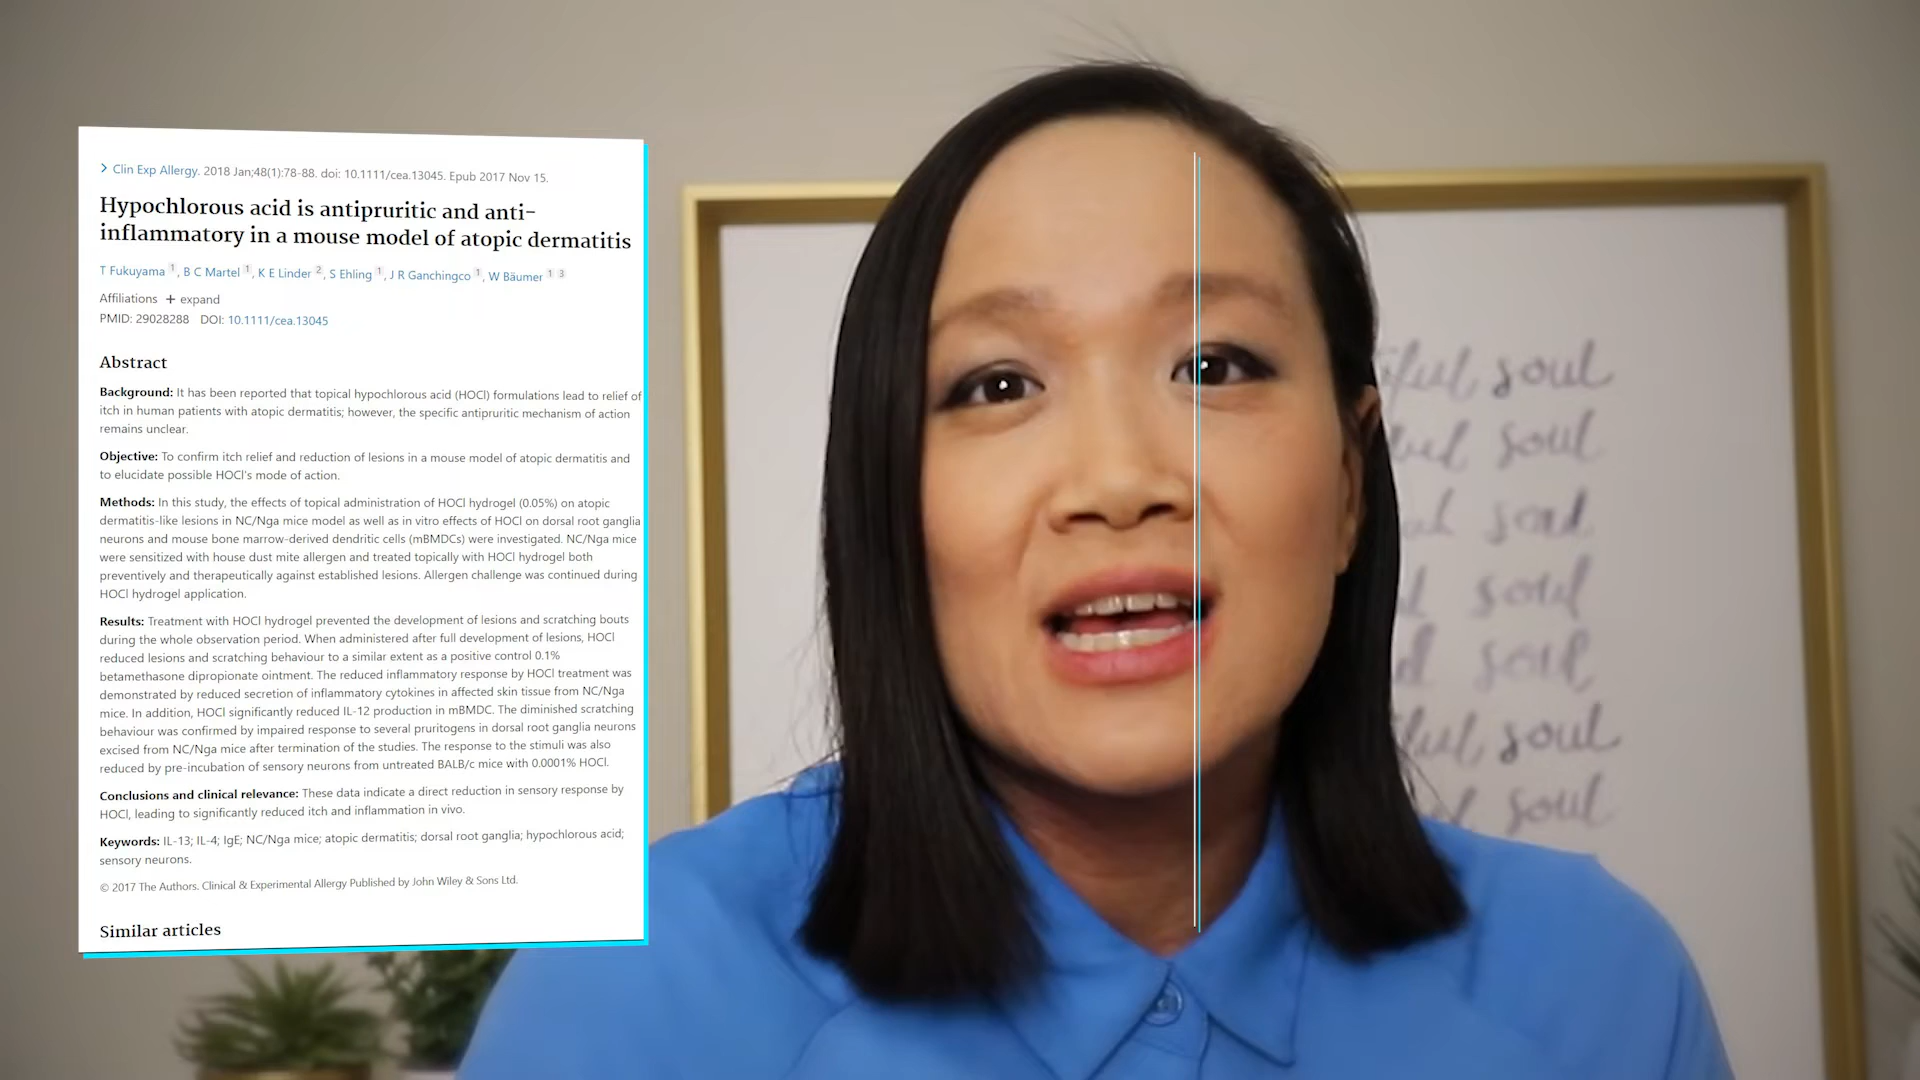 Clin Exp Allergy. 2018 Jan;48(1):78-88. doi: 10.1111/cea.13045. Epub 2017 Nov 15.
Hypochlorous acid is antipruritic and anti-
inflammatory in a mouse model of atopic dermatitis
T Fukuyama 1, B C Martel 1, K E Linder 2, S Ehling 1, J R Ganchingco 1, W Bäumer 1 3
Affiliations + expand
PMID: 29028288 DOI: 10.1111/cea.13045
Abstract
Background: It has been reported that topical hypochlorous acid (HOCl) formulations lead to relief of
itch in human patients with atopic dermatitis; however, the specific antipruritic mechanism of action
remains unclear.
Objective: To confirm itch relief and reduction of lesions in a mouse model of atopic dermatitis and
to elucidate possible HOCl's mode of action.
Methods: In this study, the effects of topical administration of HOCl hydrogel (0.05%) on atopic
dermatitis-like lesions in NC/Nga mice model as well as in vitro effects of HOCl on dorsal root ganglia
neurons and mouse bone marrow-derived dendritic cells (mBMDCs) were investigated. NC/Nga mice
were sensitized with house dust mite allergen and treated topically with HOCl hydrogel both
preventively and therapeutically against established lesions. Allergen challenge was continued during
HOCl hydrogel application.
Results: Treatment with HOCl hydrogel prevented the development of lesions and scratching bouts
during the whole observation period. When administered after full development of lesions, HOCl
reduced lesions and scratching behaviour to a similar extent as a positive control 0.1%
betamethasone dipropionate ointment. The reduced inflammatory response by HOCl treatment was
demonstrated by reduced secretion of inflammatory cytokines in affected skin tissue from NC/Nga
mice. In addition, HOCl significantly reduced IL-12 production in mBMDC. The diminished scratching
behaviour was confirmed by impaired response to several pruritogens in dorsal root ganglia neurons
excised from NC/Nga mice after termination of the studies. The response to the stimuli was also
reduced by pre-incubation of sensory neurons from untreated BALB/c mice with 0.0001% HOCl.
Conclusions and clinical relevance: These data indicate a direct reduction in sensory response by
HOCl, leading to significantly reduced itch and inflammation in vivo.
Keywords: IL-13; IL-4; IgE; NC/Nga mice; atopic dermatitis; dorsal root ganglia; hypochlorous acid;
sensory neurons.
© 2017 The Authors. Clinical & Experimental Allergy Published by John Wiley & Sons Ltd.
Similar articles
soul
soul
soul
soul
soul
soul
soul